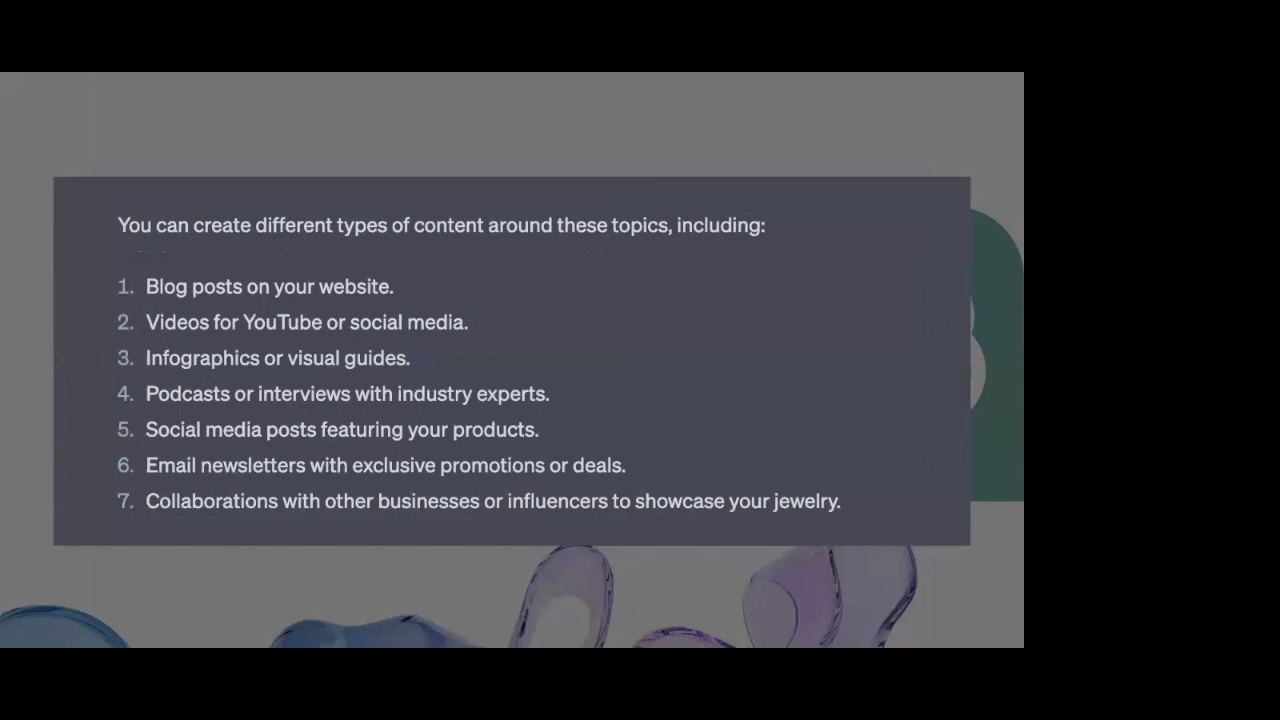 You can create different types of content around these topics, including:
1. Blog posts on your website.
2. Videos for YouTube or social media.
3. Infographics or visual guides.
4. Podcasts or interviews with industry experts.
5. Social media posts featuring your products.
6. Email newsletters with exclusive promotions or deals.
7. Collaborations with other businesses or influencers to showcase your jewelry.